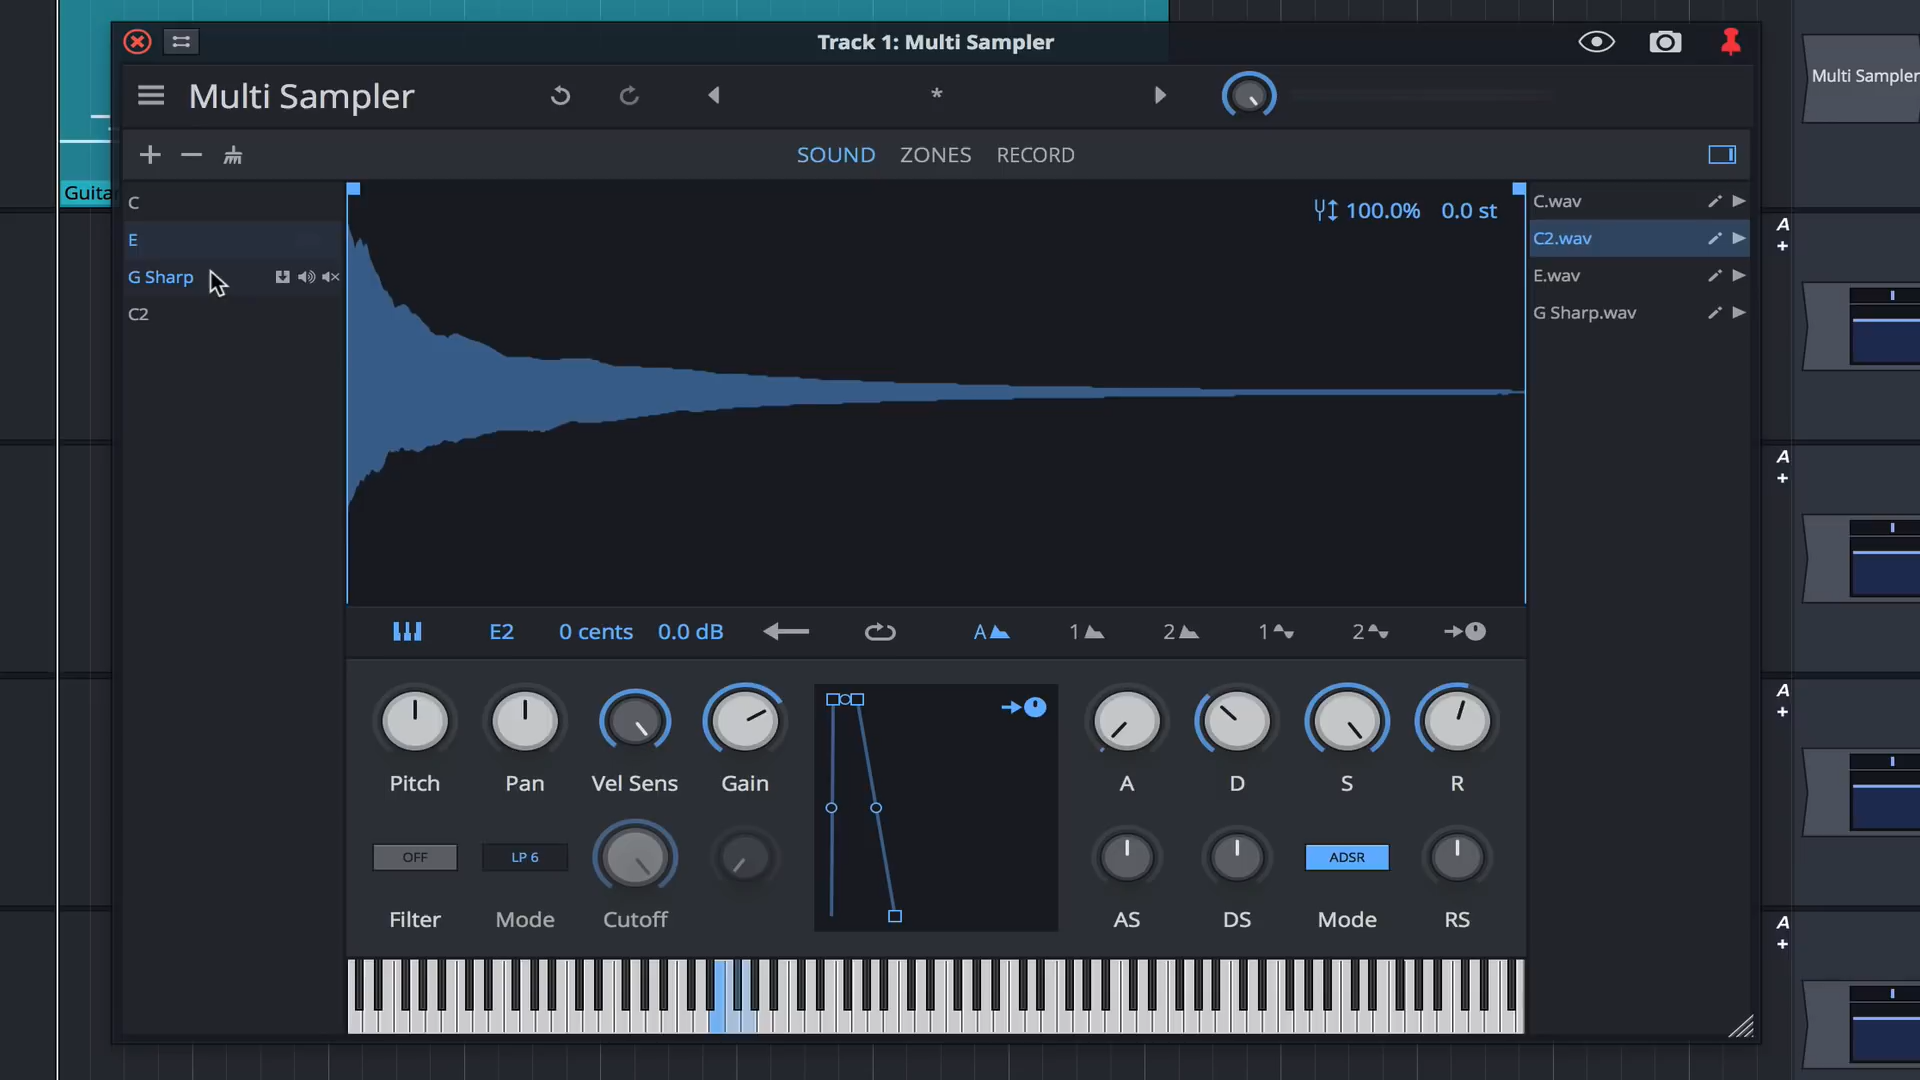 Track 1: Multi Sampler
Multi Sampler
*
Multi Sampler
SOUND ZONES RECORD
Guita
C
E
G Sharp
C2
100.0% 0.0 st
C.wav
C2.wav
E.wav
G Sharp.wav
A
+
A
+
A
+
A
+
E2 0 cents 0.0 dB A 1 2 1 2
Pitch Pan Vel Sens Gain A D S R
OFF LP 6 ADSR
Filter Mode Cutoff AS DS Mode RS